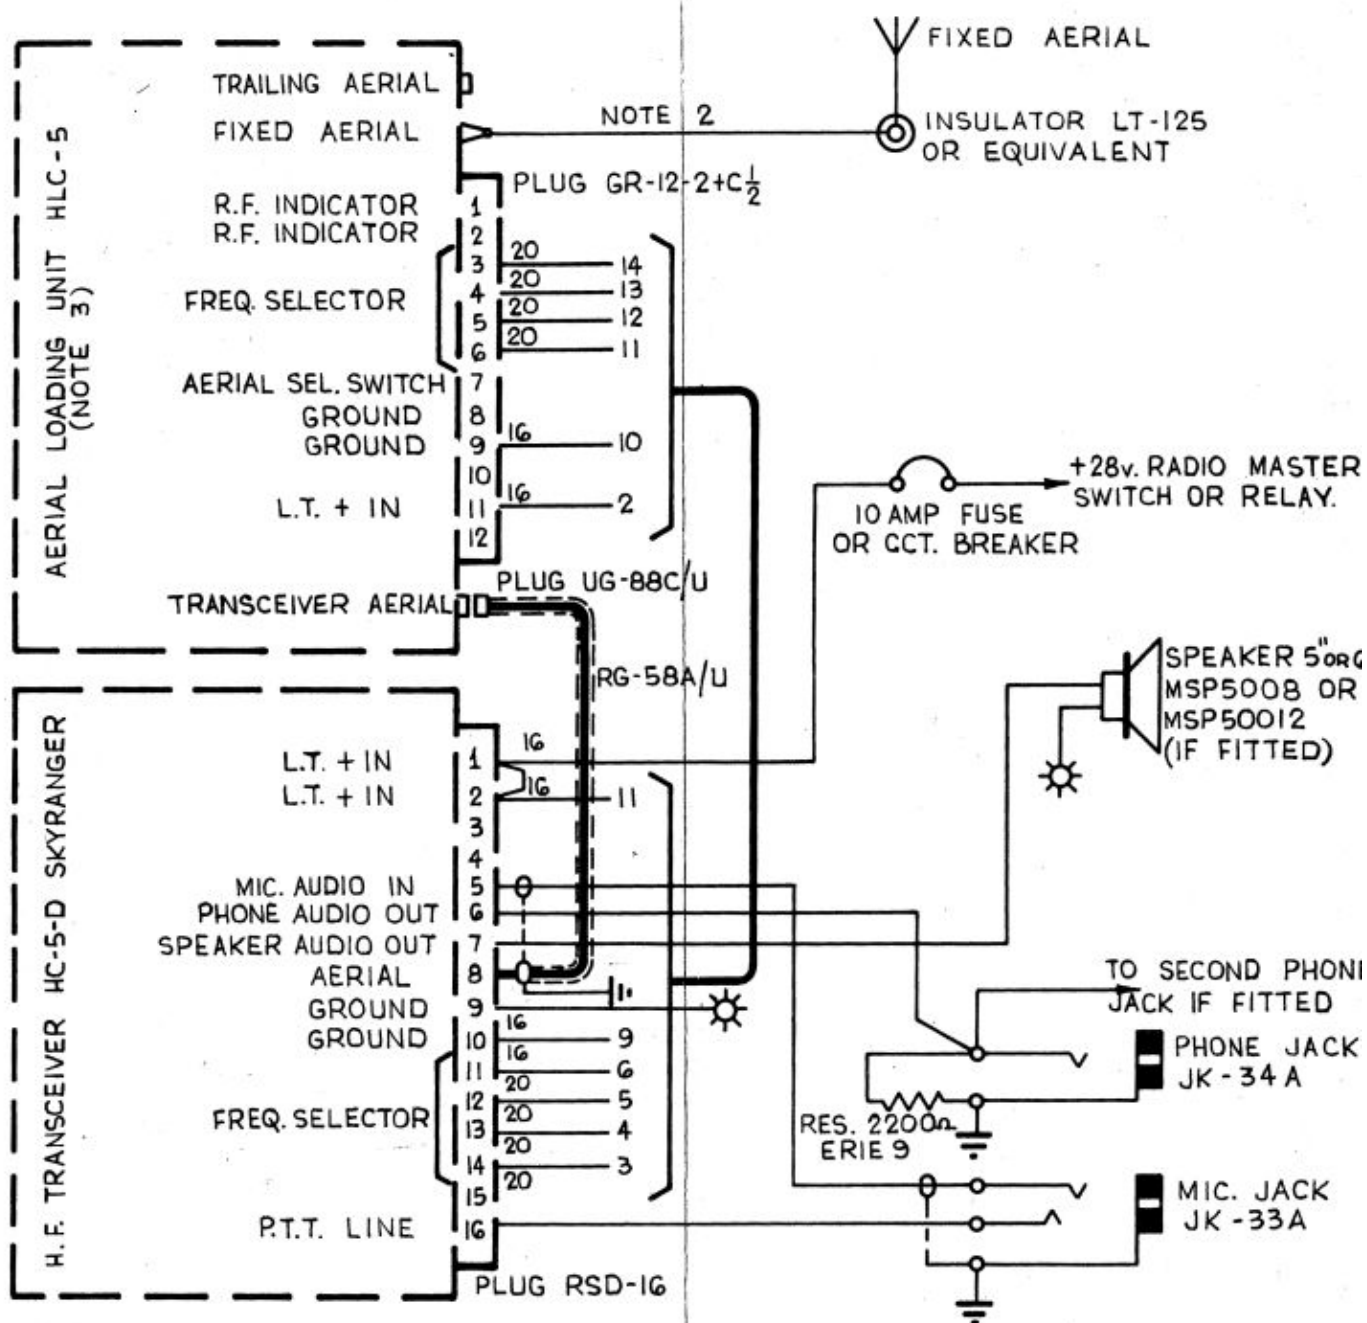 FIXED AERIAL
INSULATOR LT-125
OR EQUIVALENT
NOTE 2
AERIAL LOADING UNIT HLC-5
(NOTE 3)
TRAILING AERIAL
FIXED AERIAL
PLUG GR-12-2+C½
R.F. INDICATOR 1
R.F. INDICATOR 2
3 20 14
FREQ. SELECTOR 4 20 13
5 20 12
6 20 11
AERIAL SEL. SWITCH 7
GROUND 8
GROUND 9 16 10
10
L.T. + IN 11 16 2
12
PLUG UG-88C/U
TRANSCEIVER AERIAL
RG-58A/U
+28v. RADIO MASTER
SWITCH OR RELAY.
10 AMP FUSE
OR CCT. BREAKER
SPEAKER 5" OR
MSP5008 OR
MSP50012
(IF FITTED)
H.F. TRANSCEIVER HC-5-D SKYRANGER
L.T. + IN 1 16
L.T. + IN 2 16 11
3
4
MIC. AUDIO IN 5
PHONE AUDIO OUT 6
SPEAKER AUDIO OUT 7
AERIAL 8
GROUND 9
GROUND 10 16 9
11 16 6
12 20 5
FREQ. SELECTOR 13 20 4
14 20 3
15 20
P.T.T. LINE 16
PLUG RSD-16
TO SECOND PHONE
JACK IF FITTED
PHONE JACK
JK-34A
RES. 2200Ω
ERIE 9
MIC. JACK
JK-33A